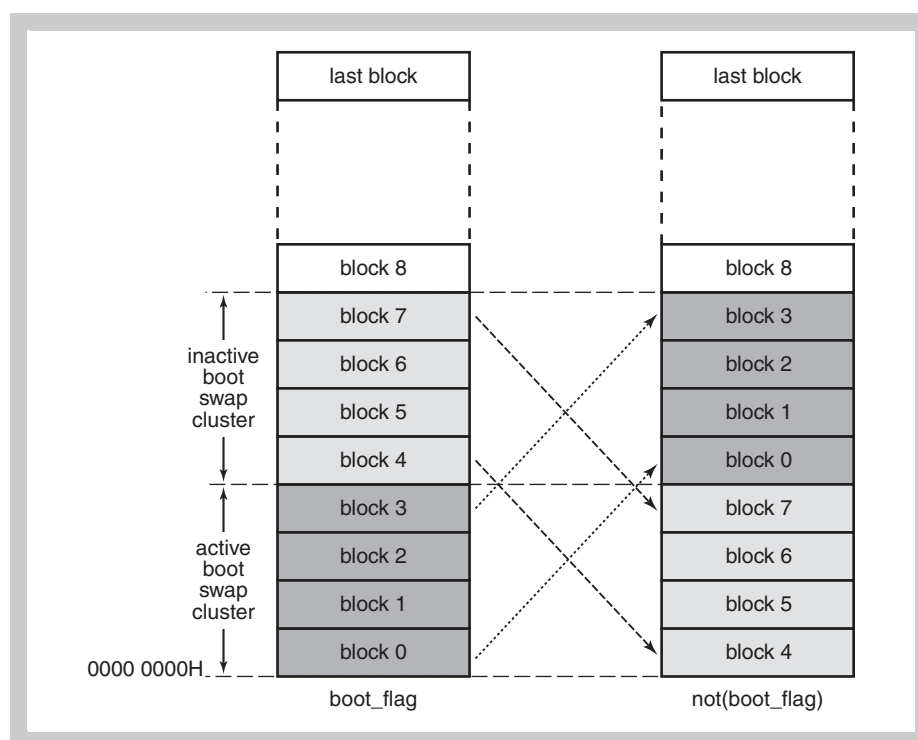 last block
last block
block 8
block 8
block 7
block 3
inactive
boot
swap
cluster
block 6
block 2
block 5
block 1
block 4
block 0
block 3
block 7
active
boot
swap
cluster
block 2
block 6
block 1
block 5
block 0
block 4
0000 0000H
boot_flag
not(boot_flag)